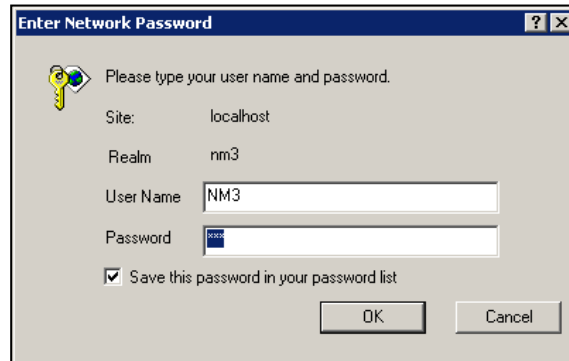 Enter Network Password
Please type your user name and password.
Site: localhost
Realm nm3
User Name NM3
Password ***
Save this password in your password list
OK Cancel